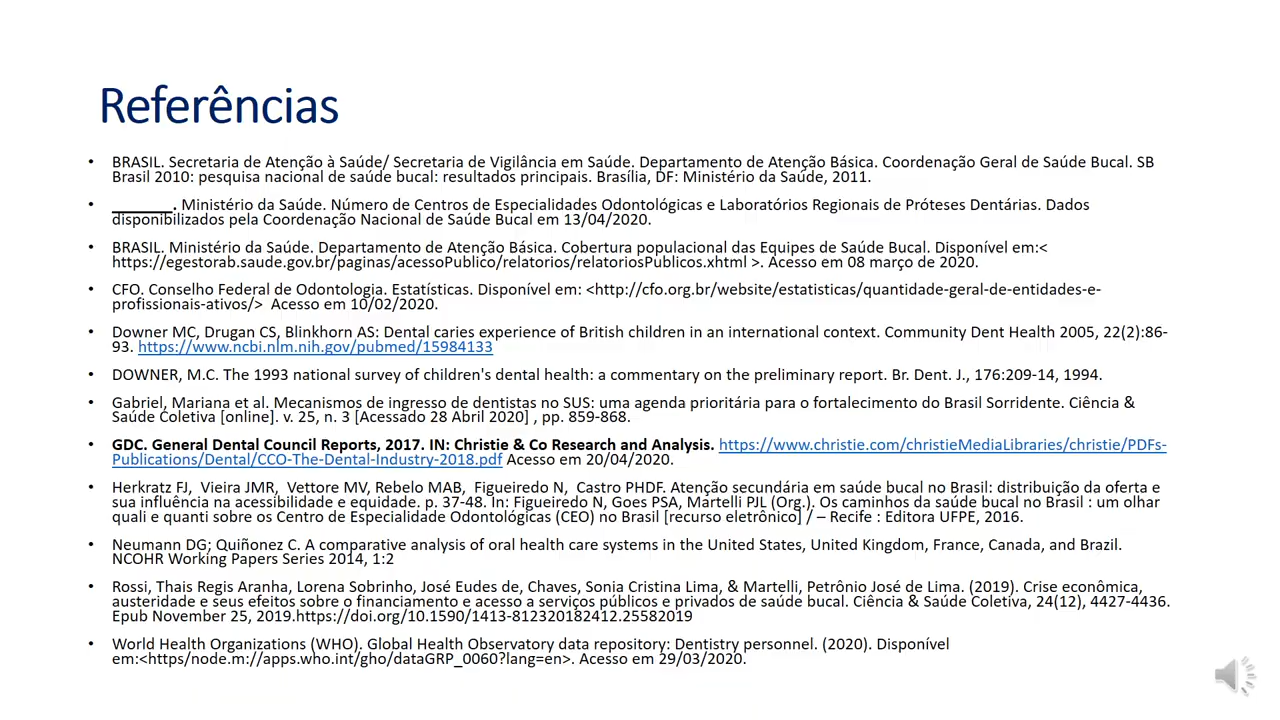 Referências
• BRASIL. Secretaria de Atenção à Saúde/ Secretaria de Vigilância em Saúde. Departamento de Atenção Básica. Coordenação Geral de Saúde Bucal. SB
Brasil 2010: pesquisa nacional de saúde bucal: resultados principais. Brasília, DF: Ministério da Saúde, 2011.
• _______. Ministério da Saúde. Número de Centros de Especialidades Odontológicas e Laboratórios Regionais de Próteses Dentárias. Dados
disponibilizados pela Coordenação Nacional de Saúde Bucal em 13/04/2020.
• BRASIL. Ministério da Saúde. Departamento de Atenção Básica. Cobertura populacional das Equipes de Saúde Bucal. Disponível em:<
https://egestorab.saude.gov.br/paginas/acessoPublico/relatorios/relatoriosPublicos.xhtml >. Acesso em 08 março de 2020.
• CFO. Conselho Federal de Odontologia. Estatísticas. Disponível em: <http://cfo.org.br/website/estatisticas/quantidade-geral-de-entidades-e-
profissionais-ativos/> Acesso em 10/02/2020.
• Downer MC, Drugan CS, Blinkhorn AS: Dental caries experience of British children in an international context. Community Dent Health 2005, 22(2):86-
93. https://www.ncbi.nlm.nih.gov/pubmed/15984133
• DOWNER, M.C. The 1993 national survey of children's dental health: a commentary on the preliminary report. Br. Dent. J., 176:209-14, 1994.
• Gabriel, Mariana et al. Mecanismos de ingresso de dentistas no SUS: uma agenda prioritária para o fortalecimento do Brasil Sorridente. Ciência &
Saúde Coletiva [online]. v. 25, n. 3 [Acessado 28 Abril 2020] , pp. 859-868.
• GDC. General Dental Council Reports, 2017. IN: Christie & Co Research and Analysis. https://www.christie.com/christieMediaLibraries/christie/PDFs-
Publications/Dental/CCO-The-Dental-Industry-2018.pdf Acesso em 20/04/2020.
• Herkratz FJ, Vieira JMR, Vettore MV, Rebelo MAB, Figueiredo N, Castro PHDF. Atenção secundária em saúde bucal no Brasil: distribuição da oferta e
sua influência na acessibilidade e equidade. p. 37-48. In: Figueiredo N, Goes PSA, Martelli PJL (Org.). Os caminhos da saúde bucal no Brasil : um olhar
quali e quanti sobre os Centro de Especialidade Odontológicas (CEO) no Brasil [recurso eletrônico] / – Recife : Editora UFPE, 2016.
• Neumann DG; Quiñonez C. A comparative analysis of oral health care systems in the United States, United Kingdom, France, Canada, and Brazil.
NCOHR Working Papers Series 2014, 1:2
• Rossi, Thais Regis Aranha, Lorena Sobrinho, José Eudes de, Chaves, Sonia Cristina Lima, & Martelli, Petrônio José de Lima. (2019). Crise econômica,
austeridade e seus efeitos sobre o financiamento e acesso a serviços públicos e privados de saúde bucal. Ciência & Saúde Coletiva, 24(12), 4427-4436.
Epub November 25, 2019.https://doi.org/10.1590/1413-812320182412.25582019
• World Health Organizations (WHO). Global Health Observatory data repository: Dentistry personnel. (2020). Disponível
em:<https/node.m://apps.who.int/gho/dataGRP_0060?lang=en>. Acesso em 29/03/2020.